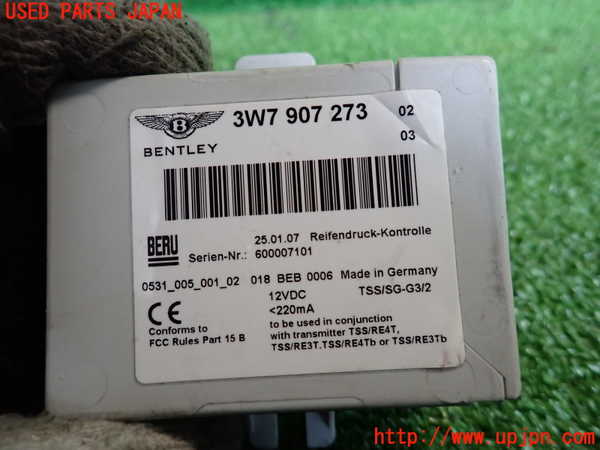 USED PARTS JAPAN
BENTLEY
3W7 907 273 02
03
BERU
25.01.07 Reifendruck-Kontrolle
Serien-Nr.: 600007101
0531_005_001_02 018 BEB 0006 Made in Germany
12VDC TSS/SG-G3/2
<220mA
CE
Conforms to
FCC Rules Part 15 B
to be used in conjunction
with transmitter TSS/RE4T,
TSS/RE3T.TSS/RE4Tb or TSS/RE3Tb
http://www.upjpn.com